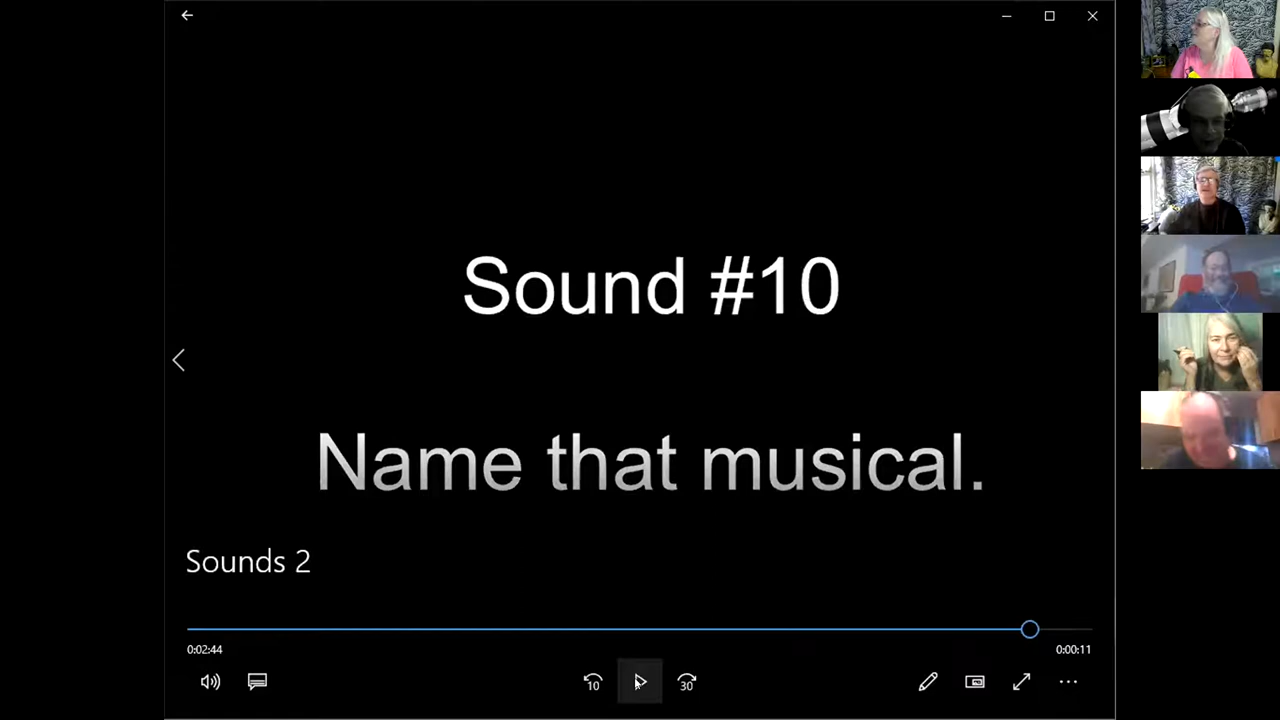 Sound #10
Name that musical.
Sounds 2
0:02:44
0:00:11
10
30